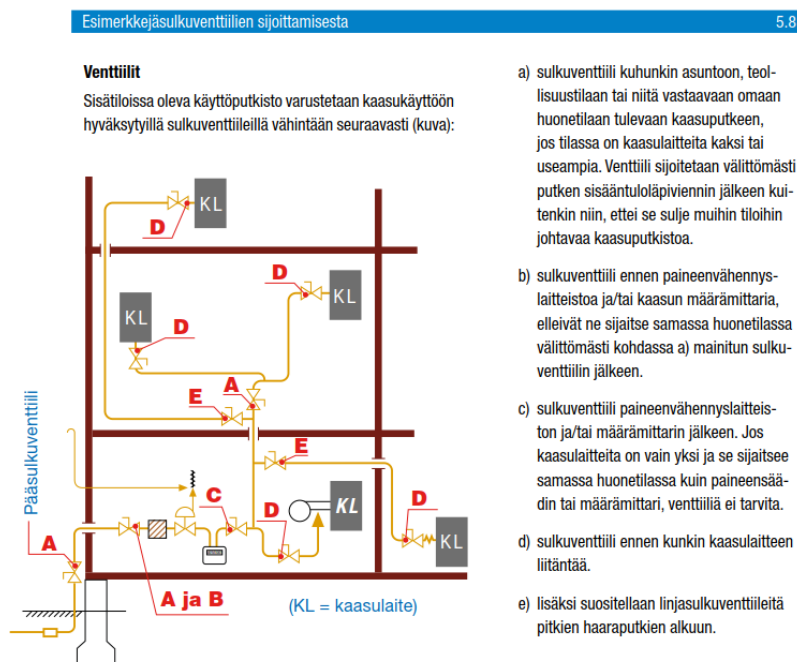 Esimerkkejäsulkuventtiilien sijoittamisesta 5.8
Venttiilit
Sisätiloissa oleva käyttöputkisto varustetaan kaasukäyttöön
hyväksytyillä sulkuventtiileillä vähintään seuraavasti (kuva):
KL
D
D
KL
KL
D
A
E
Pääsulkuventtiili
E
C
D
KL
D
KL
A
A ja B
(KL = kaasulaite)
a) sulkuventtiili kuhunkin asuntoon, teol-
lisuustilaan tai niitä vastaavaan omaan
huonetilaan tulevaan kaasuputkeen,
jos tilassa on kaasulaitteita kaksi tai
useampia. Venttiili sijoitetaan välittömästi
putken sisääntuloläpiviennin jälkeen kui-
tenkin niin, ettei se sulje muihin tiloihin
johtavaa kaasuputkistoa.
b) sulkuventtiili ennen paineenvähennys-
laitteistoa ja/tai kaasun määrämittaria,
elleivät ne sijaitse samassa huonetilassa
välittömästi kohdassa a) mainitun sulku-
venttiilin jälkeen.
c) sulkuventtiili paineenvähennyslaitteis-
ton ja/tai määrämittarin jälkeen. Jos
kaasulaitteita on vain yksi ja se sijaitsee
samassa huonetilassa kuin paineensää-
din tai määrämittari, venttiiliä ei tarvita.
d) sulkuventtiili ennen kunkin kaasulaitteen
liitäntää.
e) lisäksi suositellaan linjasulkuventtiileitä
pitkien haaraputkien alkuun.